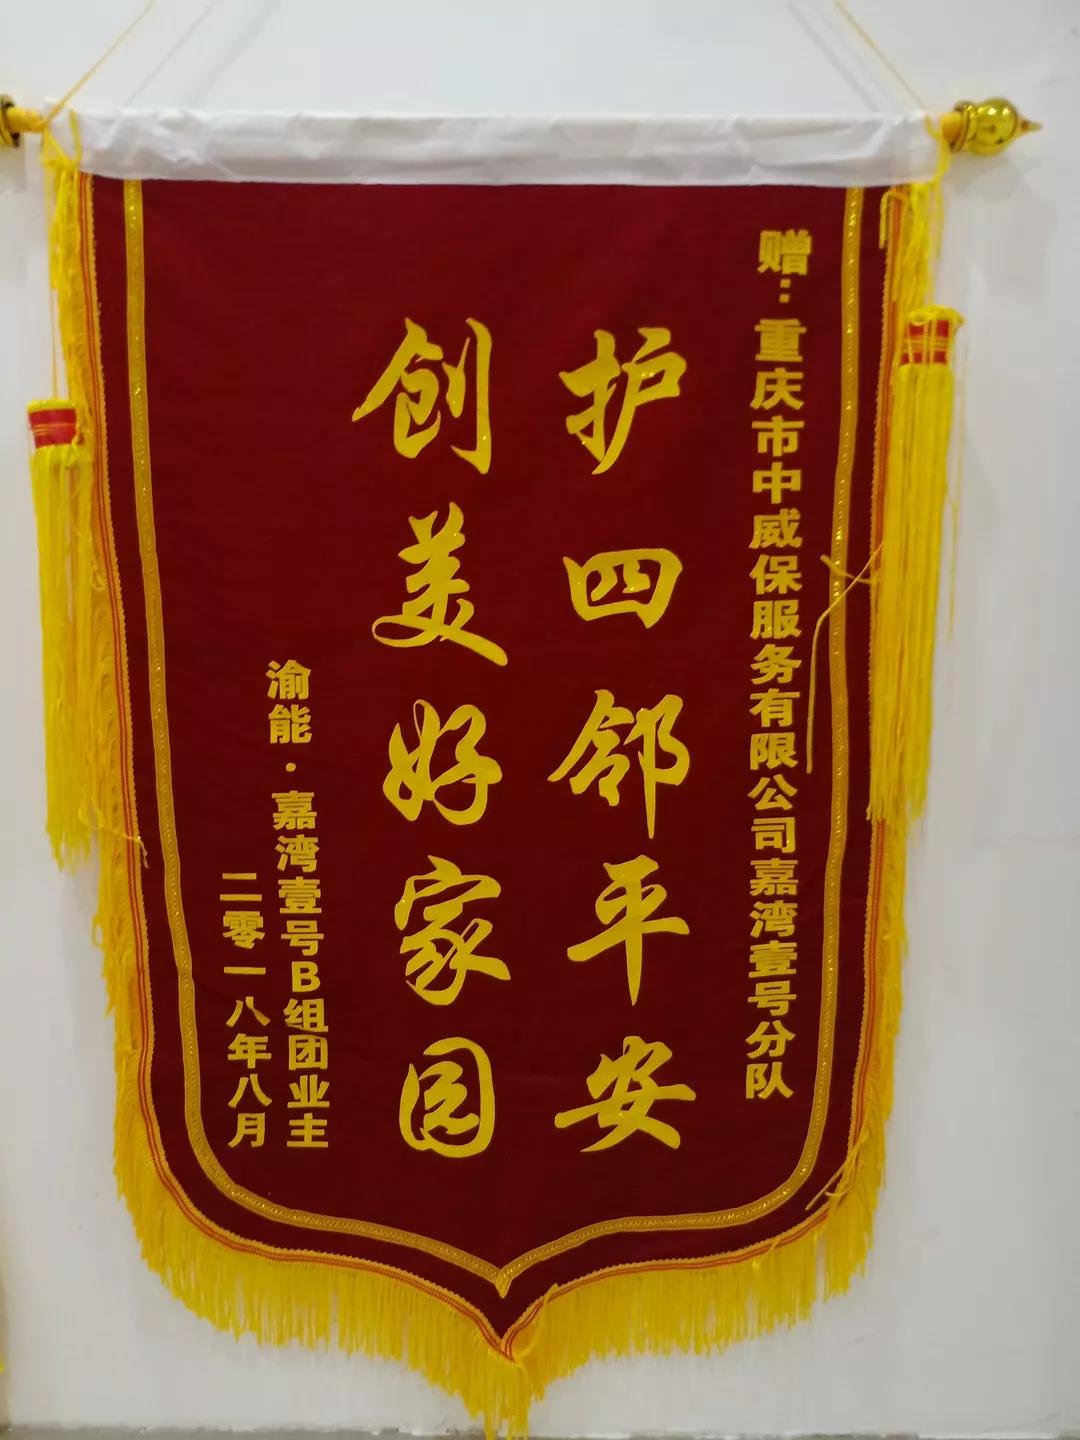 赠：重庆市中威保服务有限公司嘉湾壹号分队
护四邻平安
创美好家园
渝能·嘉湾壹号B组团业主
二零一八年八月